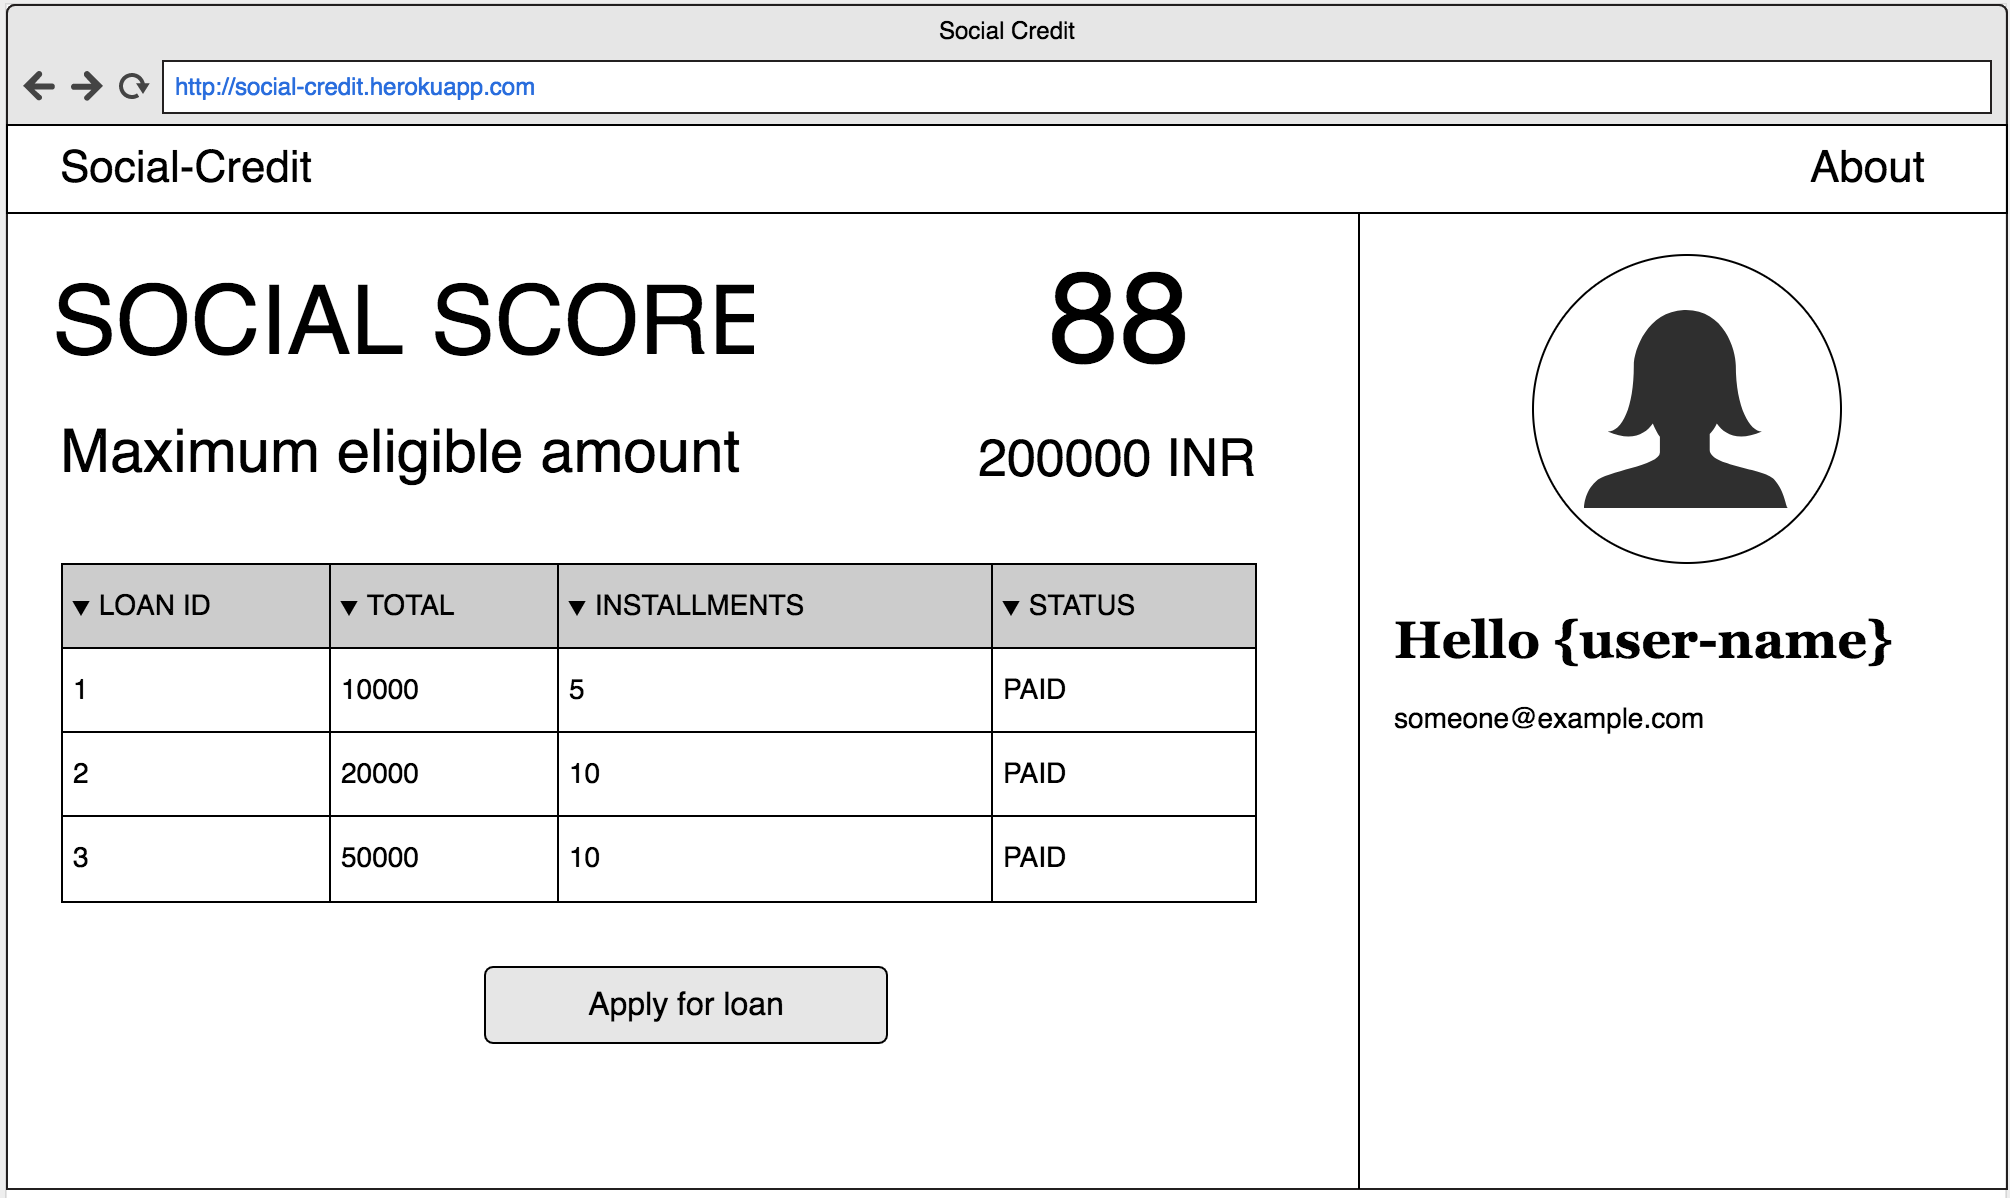 Social Credit
http://social-credit.herokuapp.com
Social-Credit About
SOCIAL SCORE 88
Maximum eligible amount 200000 INR
▼ LOAN ID ▼ TOTAL ▼ INSTALLMENTS ▼ STATUS
1 10000 5 PAID
2 20000 10 PAID
3 50000 10 PAID
Apply for loan
Hello {user-name}
someone@example.com